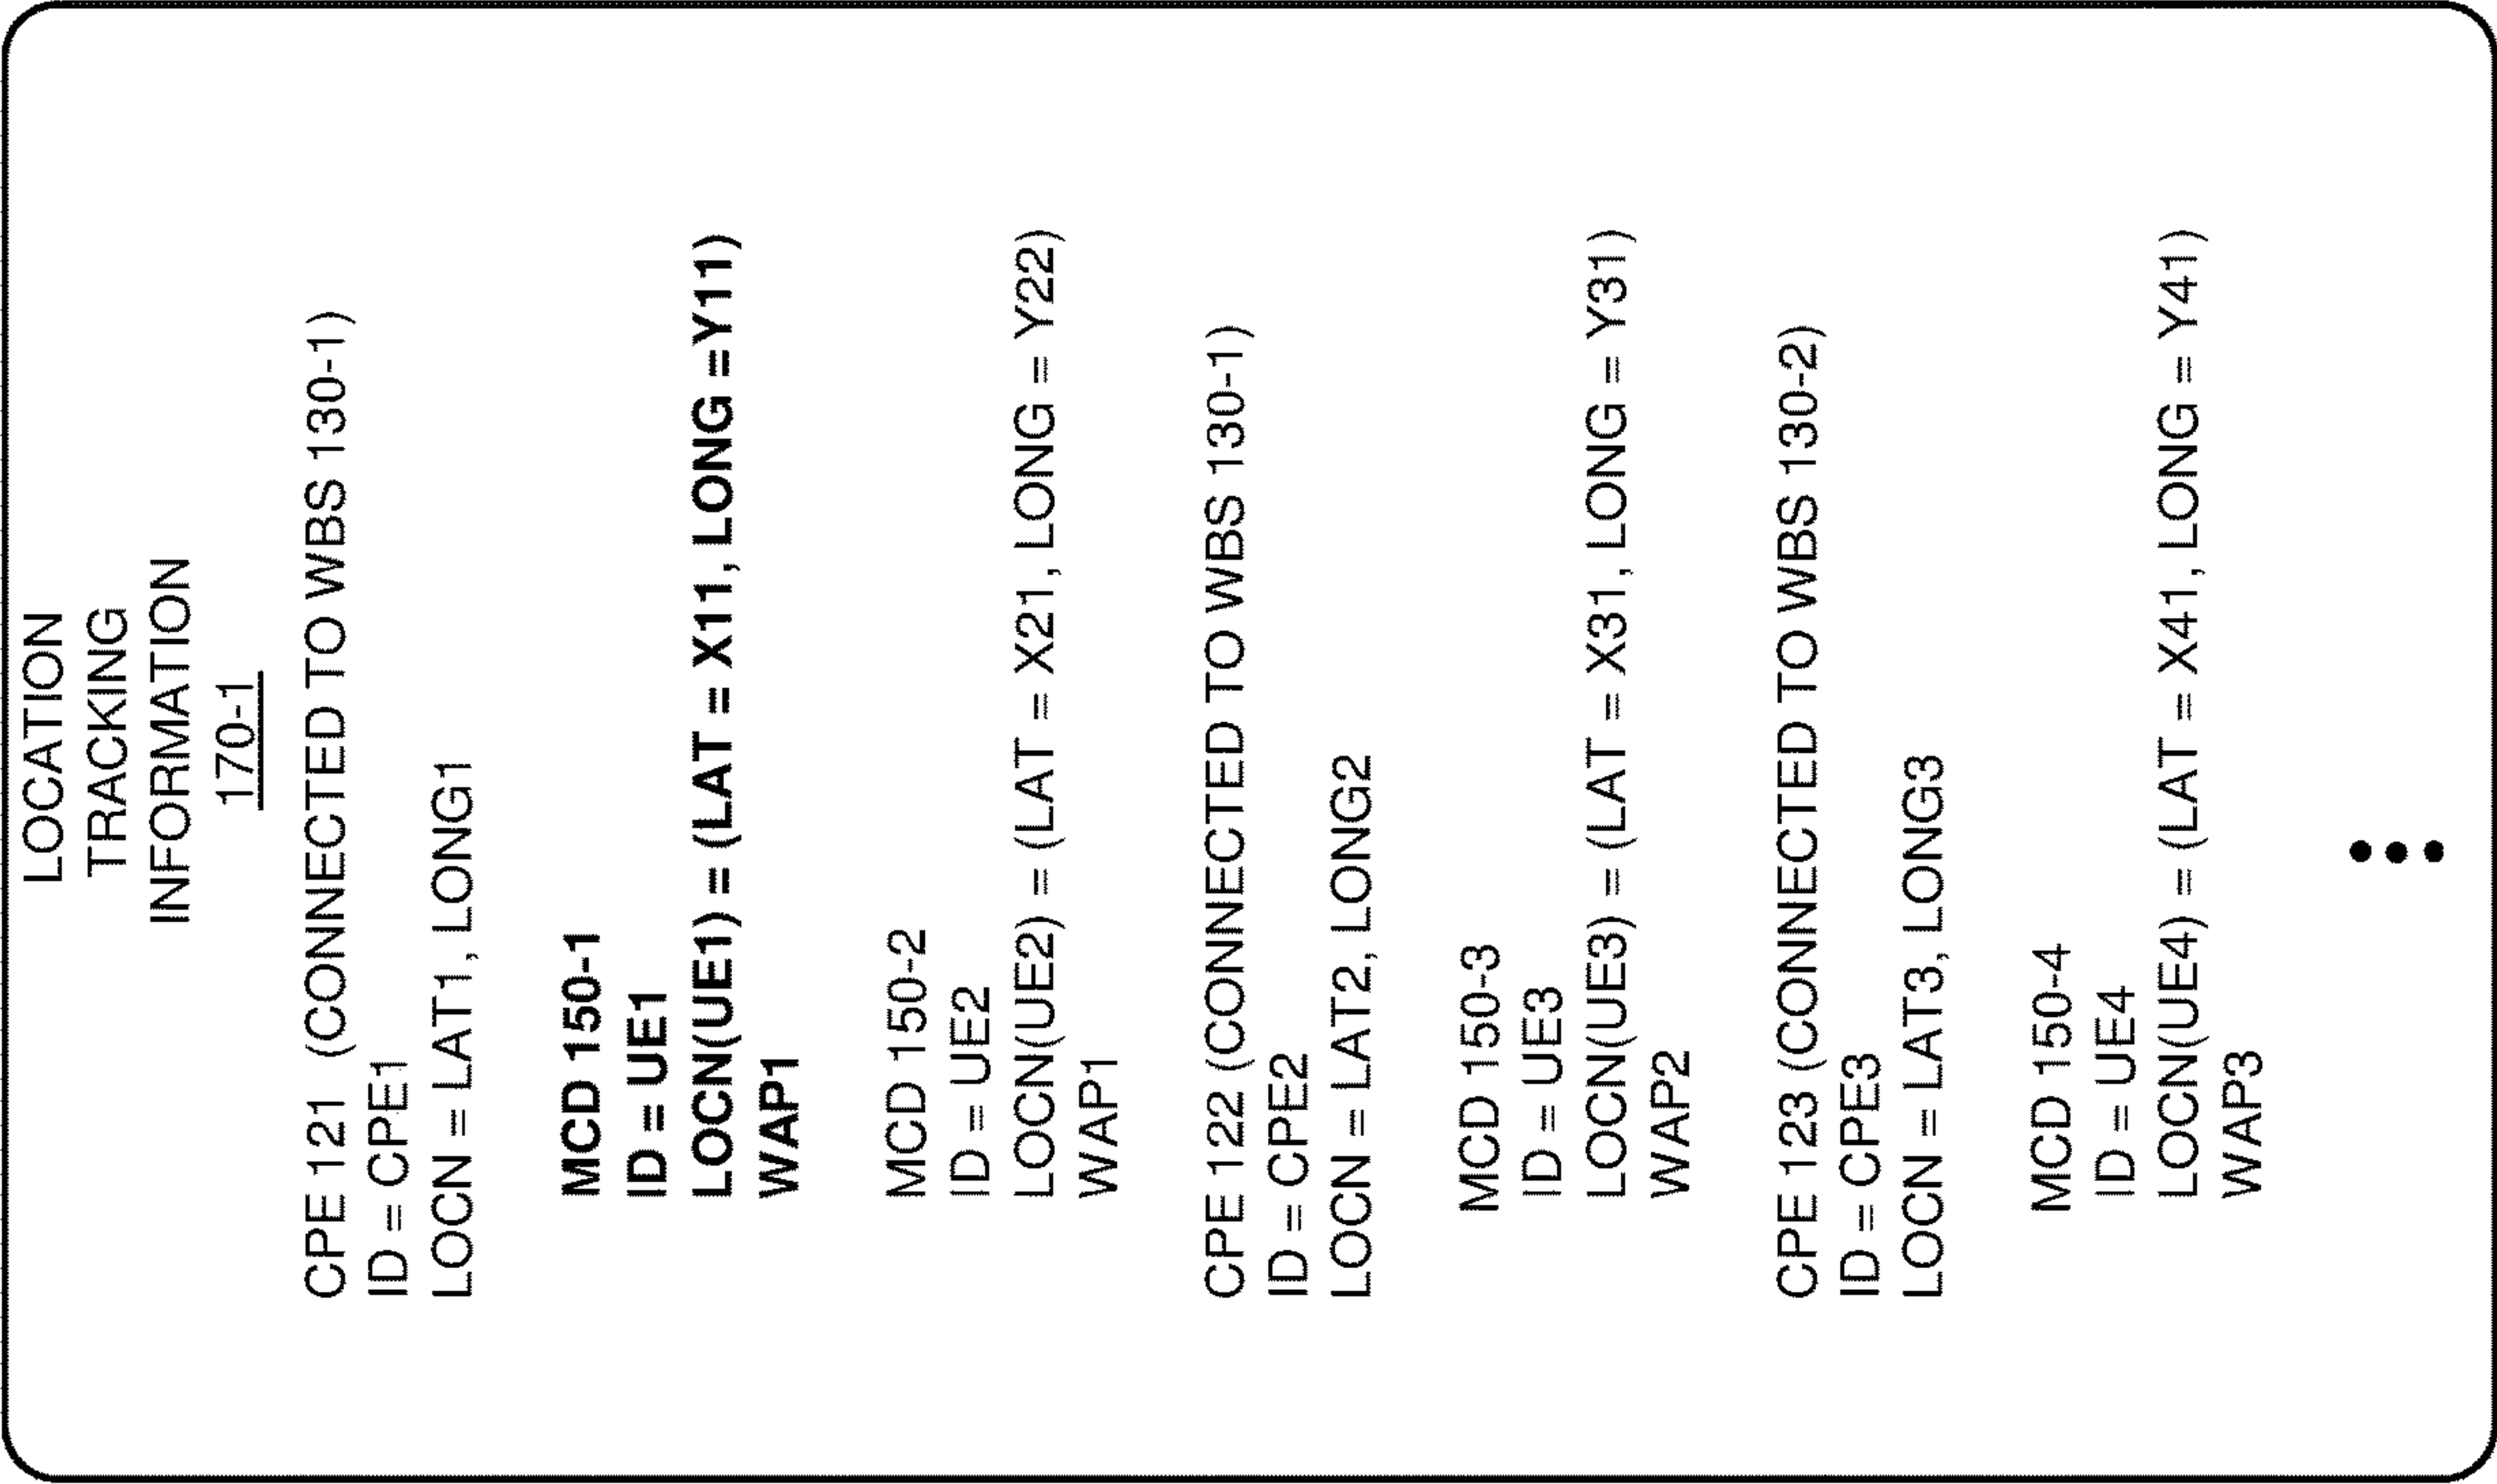 LOCATION
TRACKING
INFORMATION
170-1
CPE 121 (CONNECTED TO WBS 130-1)
ID = CPE1
LOCN = LAT1, LONG1
MCD 150-1
ID = UE1
LOCN(UE1) = (LAT = X11, LONG =Y11)
WAP1
MCD 150-2
ID = UE2
LOCN(UE2) = (LAT = X21, LONG = Y22)
WAP1
CPE 122 (CONNECTED TO WBS 130-1)
ID = CPE2
LOCN = LAT2, LONG2
MCD 150-3
ID = UE3
LOCN(UE3) = (LAT = X31, LONG = Y31)
WAP2
CPE 123 (CONNECTED TO WBS 130-2)
ID = CPE3
LOCN = LAT3, LONG3
MCD 150-4
ID = UE4
LOCN(UE4) = (LAT = X41, LONG = Y41)
WAP3